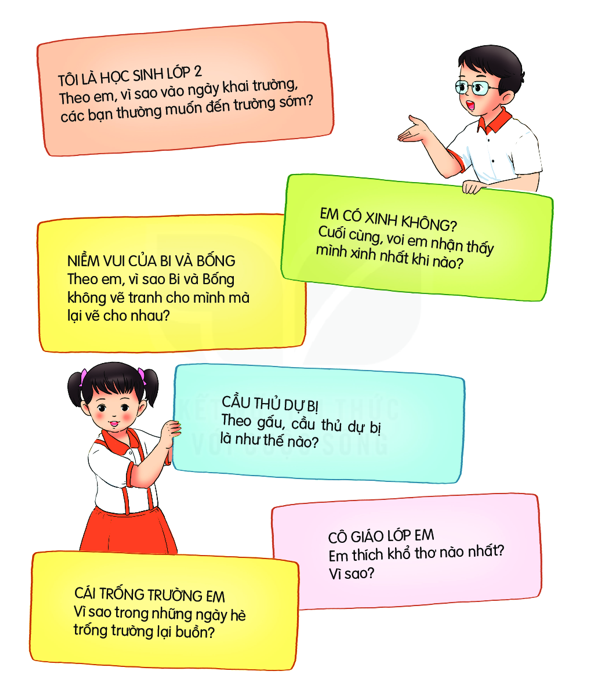 TÔI LÀ HỌC SINH LỚP 2
Theo em, vì sao vào ngày khai trường,
các bạn thường muốn đến trường sớm?
EM CÓ XINH KHÔNG?
Cuối cùng, voi em nhận thấy
mình xinh nhất khi nào?
NIỀM VUI CỦA BI VÀ BỐNG
Theo em, vì sao Bi và Bống
không vẽ tranh cho mình mà
lại vẽ cho nhau?
CẦU THỦ DỰ BỊ
Theo gấu, cầu thủ dự bị
là như thế nào?
CÔ GIÁO LỚP EM
Em thích khổ thơ nào nhất?
Vì sao?
CÁI TRỐNG TRƯỜNG EM
Vì sao trong những ngày hè
trống trường lại buồn?